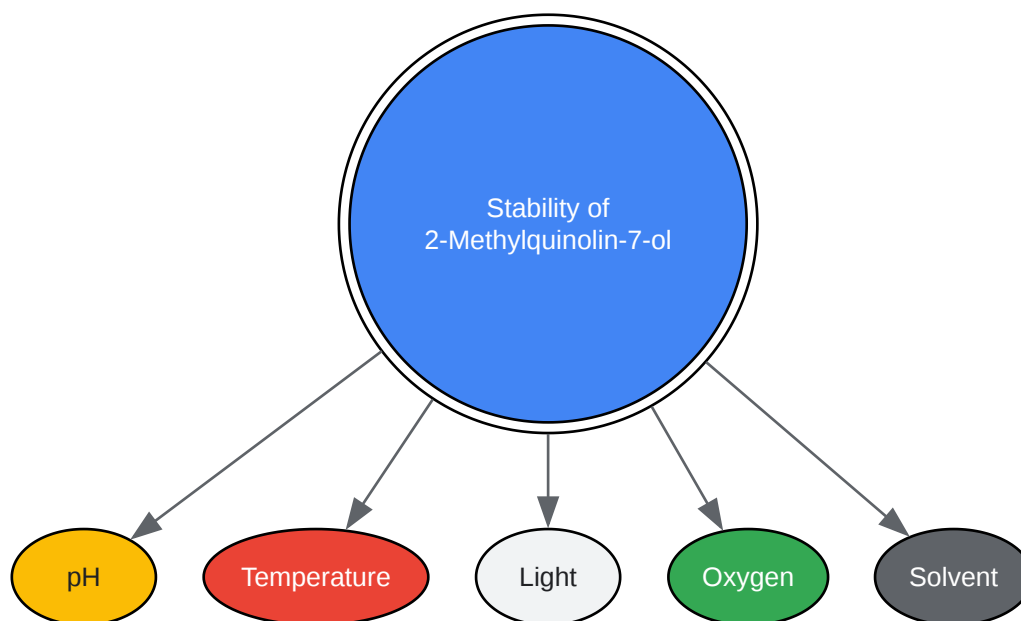 Stability of
2-Methylquinolin-7-ol
pH
Temperature
Light
Oxygen
Solvent